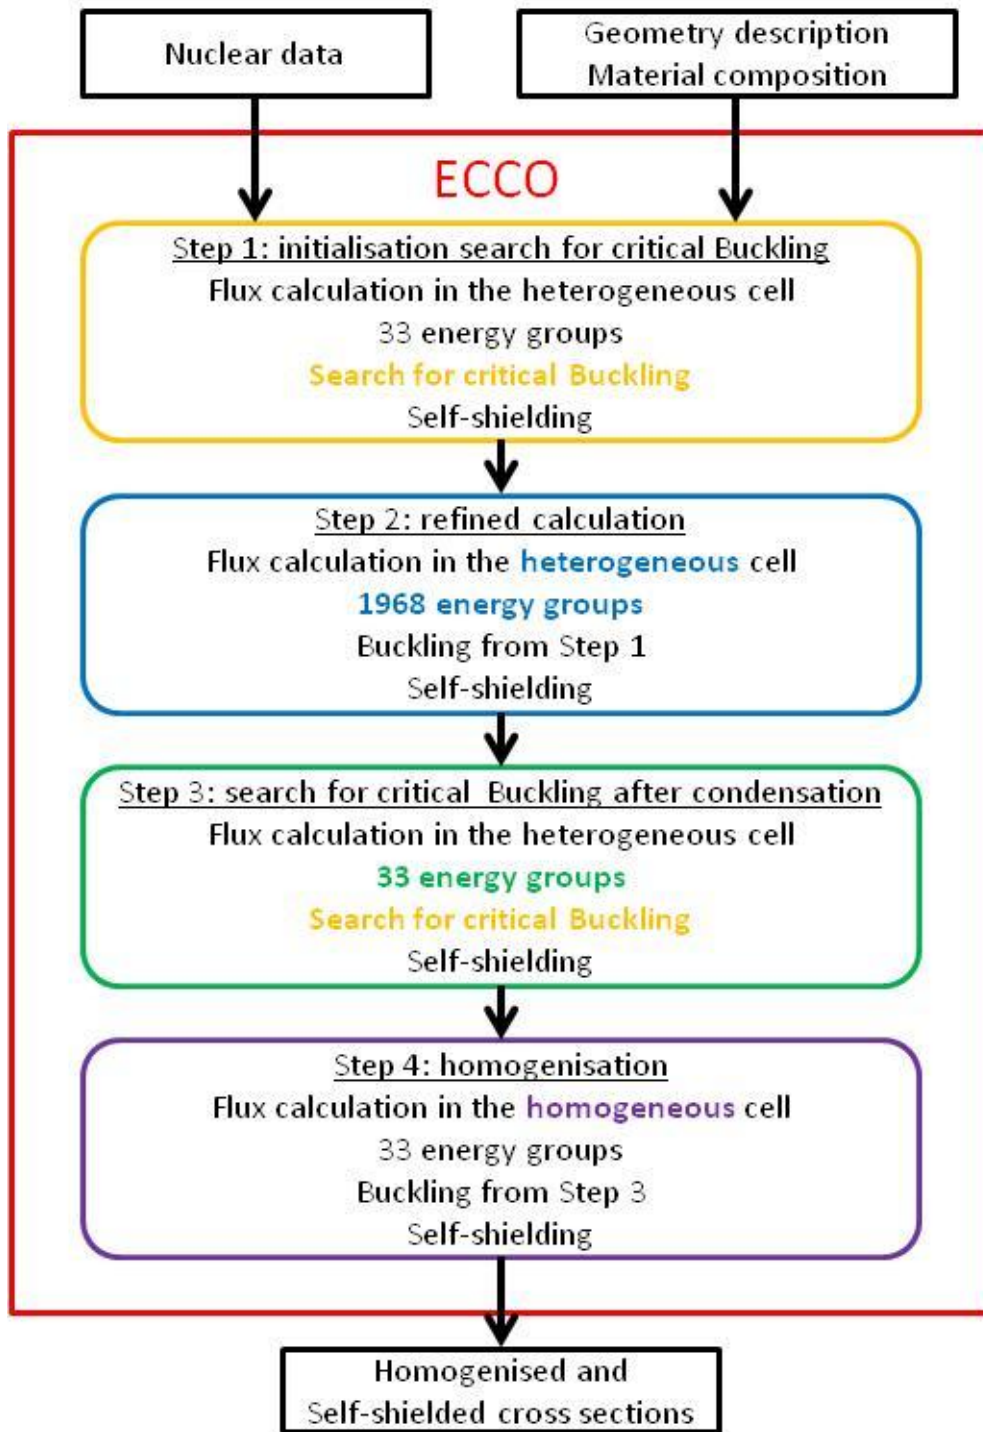 Nuclear data
Geometry description
Material composition
ECCO
Step 1: initialisation search for critical Buckling
Flux calculation in the heterogeneous cell
33 energy groups
Search for critical Buckling
Self-shielding
Step 2: refined calculation
Flux calculation in the heterogeneous cell
1968 energy groups
Buckling from Step 1
Self-shielding
Step 3: search for critical Buckling after condensation
Flux calculation in the heterogeneous cell
33 energy groups
Search for critical Buckling
Self-shielding
Step 4: homogenisation
Flux calculation in the homogeneous cell
33 energy groups
Buckling from Step 3
Self-shielding
Homogenised and
Self-shielded cross sections